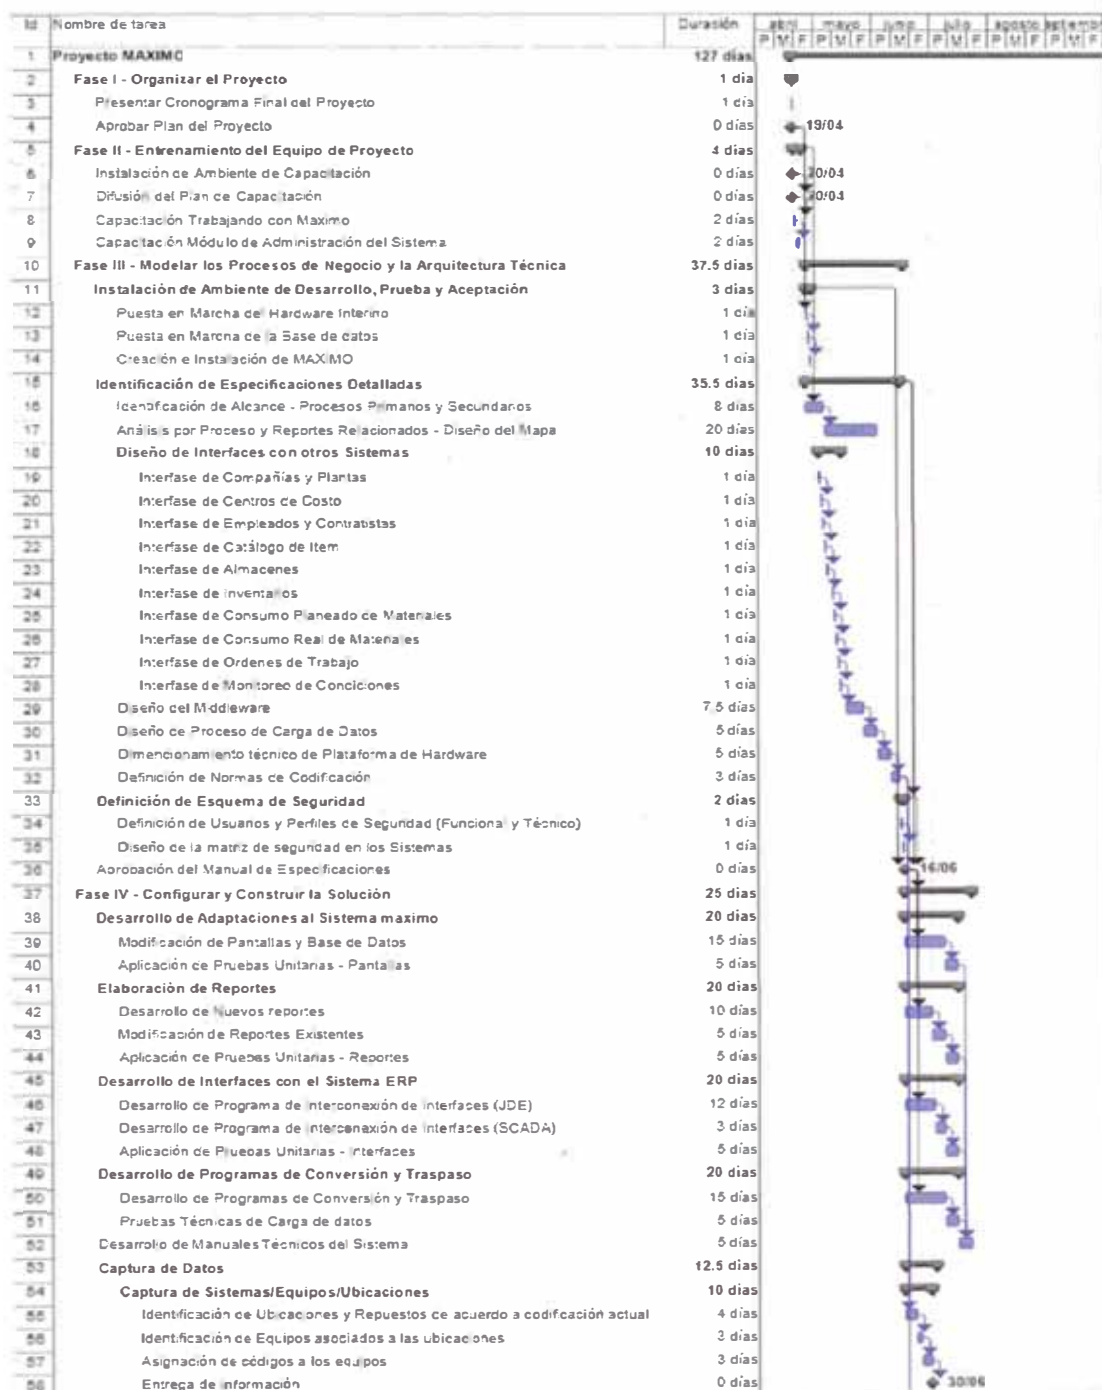 Id Nombre de tarea Duración abril mayo junio julio agosto septiembre
P M F P M F P M F P M F P M F P M F
1 Proyecto MAXIMO 127 días
2 Fase I - Organizar el Proyecto 1 día
3 Presentar Cronograma Final del Proyecto 1 día
4 Aprobar Plan del Proyecto 0 días 19/04
5 Fase II - Entrenamiento del Equipo de Proyecto 4 días
6 Instalación de Ambiente de Capacitación 0 días 20/04
7 Difusión del Plan de Capacitación 0 días 20/04
8 Capacitación Trabajando con Maximo 2 días
9 Capacitación Módulo de Administración del Sistema 2 días
10 Fase III - Modelar los Procesos de Negocio y la Arquitectura Técnica 37.5 días
11 Instalación de Ambiente de Desarrollo, Prueba y Aceptación 3 días
12 Puesta en Marcha del Hardware Interino 1 día
13 Puesta en Marcha de la Base de datos 1 día
14 Creación e Instalación de MAXIMO 1 día
15 Identificación de Especificaciones Detalladas 35.5 días
16 Identificación de Alcance - Procesos Primarios y Secundarios 8 días
17 Análisis por Proceso y Reportes Relacionados - Diseño del Mapa 20 días
18 Diseño de Interfaces con otros Sistemas 10 días
19 Interfase de Compañías y Plantas 1 día
20 Interfase de Centros de Costo 1 día
21 Interfase de Empleados y Contratistas 1 día
22 Interfase de Catálogo de Item 1 día
23 Interfase de Almacenes 1 día
24 Interfase de Inventarios 1 día
25 Interfase de Consumo Planeado de Materiales 1 día
26 Interfase de Consumo Real de Materiales 1 día
27 Interfase de Ordenes de Trabajo 1 día
28 Interfase de Monitoreo de Condiciones 1 día
29 Diseño del Middleware 7.5 días
30 Diseño de Proceso de Carga de Datos 5 días
31 Dimencionamiento técnico de Plataforma de Hardware 5 días
32 Definición de Normas de Codificación 3 días
33 Definición de Esquema de Seguridad 2 días
34 Definición de Usuarios y Perfiles de Seguridad (Funcional y Técnico) 1 día
35 Diseño de la matriz de seguridad en los Sistemas 1 día
36 Aprobación del Manual de Especificaciones 0 días 16/06
37 Fase IV - Configurar y Construir la Solución 25 días
38 Desarrollo de Adaptaciones al Sistema maximo 20 días
39 Modificación de Pantallas y Base de Datos 15 días
40 Aplicación de Pruebas Unitarias - Pantallas 5 días
41 Elaboración de Reportes 20 días
42 Desarrollo de Nuevos reportes 10 días
43 Modificación de Reportes Existentes 5 días
44 Aplicación de Pruebas Unitarias - Reportes 5 días
45 Desarrollo de Interfaces con el Sistema ERP 20 días
46 Desarrollo de Programa de Interconexión de Interfaces (JDE) 12 días
47 Desarrollo de Programa de Interconexión de Interfaces (SCADA) 3 días
48 Aplicación de Pruebas Unitarias - Interfaces 5 días
49 Desarrollo de Programas de Conversión y Traspaso 20 días
50 Desarrollo de Programas de Conversión y Traspaso 15 días
51 Pruebas Técnicas de Carga de datos 5 días
52 Desarrollo de Manuales Técnicos del Sistema 5 días
53 Captura de Datos 12.5 días
54 Captura de Sistemas/Equipos/Ubicaciones 10 días
55 Identificación de Ubicaciones y Repuestos de acuerdo a codificación actual 4 días
56 Identificación de Equipos asociados a las ubicaciones 3 días
57 Asignación de códigos a los equipos 3 días
58 Entrega de información 0 días 30/06